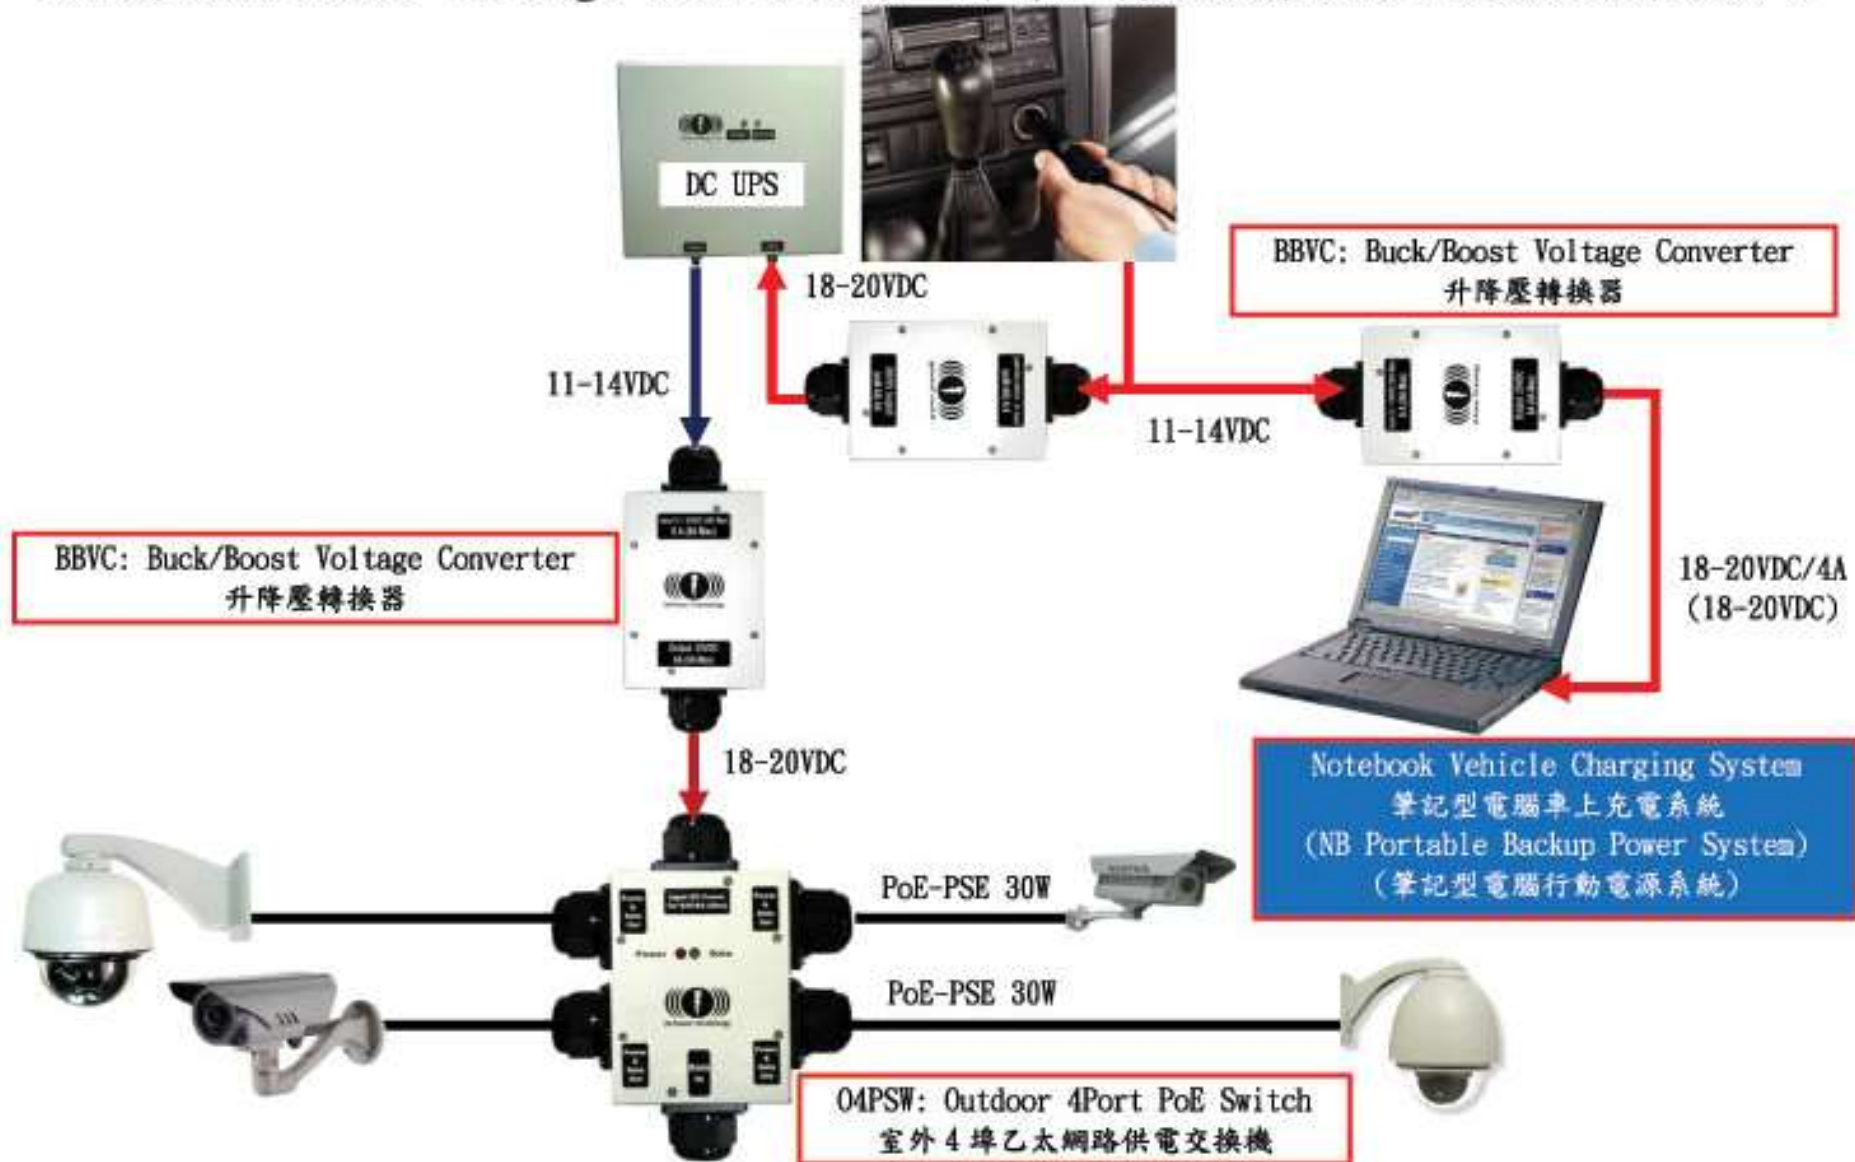 DC UPS
18-20VDC
BBVC: Buck/Boost Voltage Converter
升降壓轉換器
11-14VDC
11-14VDC
BBVC: Buck/Boost Voltage Converter
升降壓轉換器
18-20VDC/4A
(18-20VDC)
18-20VDC
Notebook Vehicle Charging System
筆記型電腦車上充電系統
(NB Portable Backup Power System)
(筆記型電腦行動電源系統)
PoE-PSE 30W
Power
PoE-PSE 30W
O4PSW: Outdoor 4Port PoE Switch
室外4埠乙太網路供電交換機